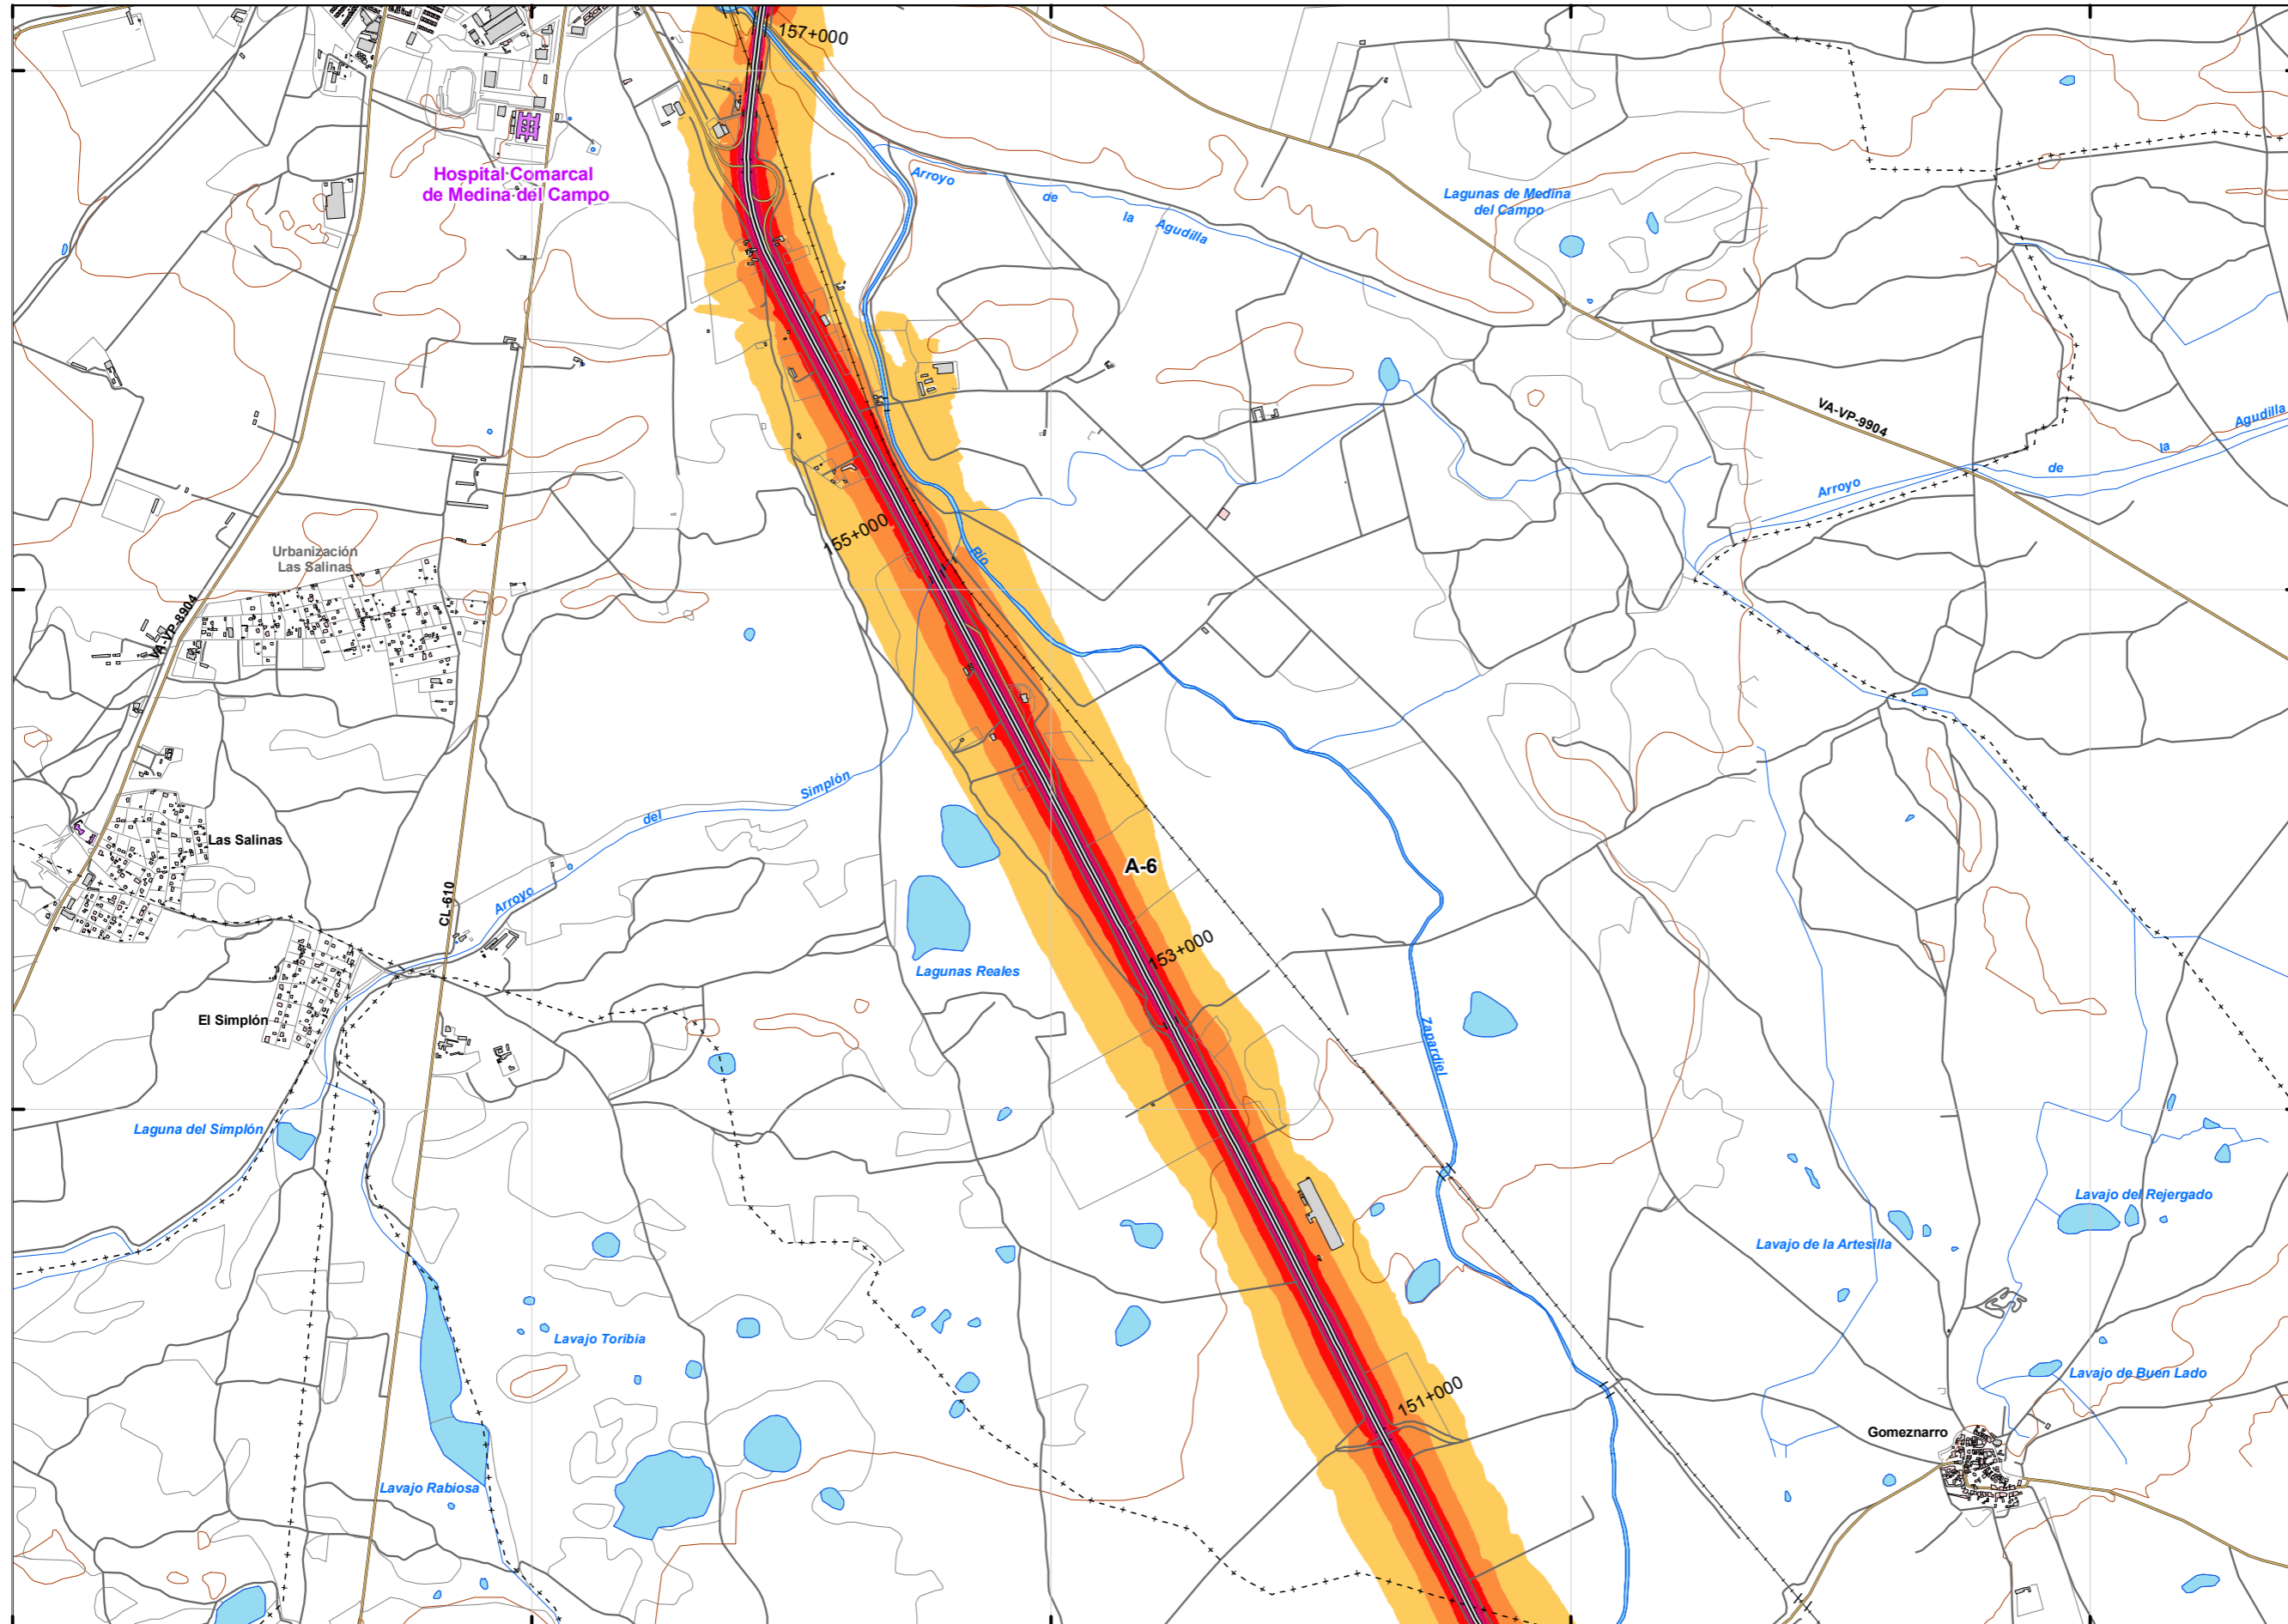 157+000
Hospital Comarcal
de Medina del Campo
Arroyo
de
la
Agudilla
Lagunas de Medina
del Campo
VA-VP-9904
Agudilla
la
de
Arroyo
155+000
Río
Urbanización
Las Salinas
VA-VP-8904
Simplón
del
Arroyo
Las Salinas
A-6
CL-610
153+000
Lagunas Reales
El Simplón
Zapardiel
Laguna del Simplón
Lavajo del Rejergado
Lavajo de la Artesilla
Lavajo Toribia
Lavajo de Buen Lado
151+000
Gomeznarro
Lavajo Rabiosa